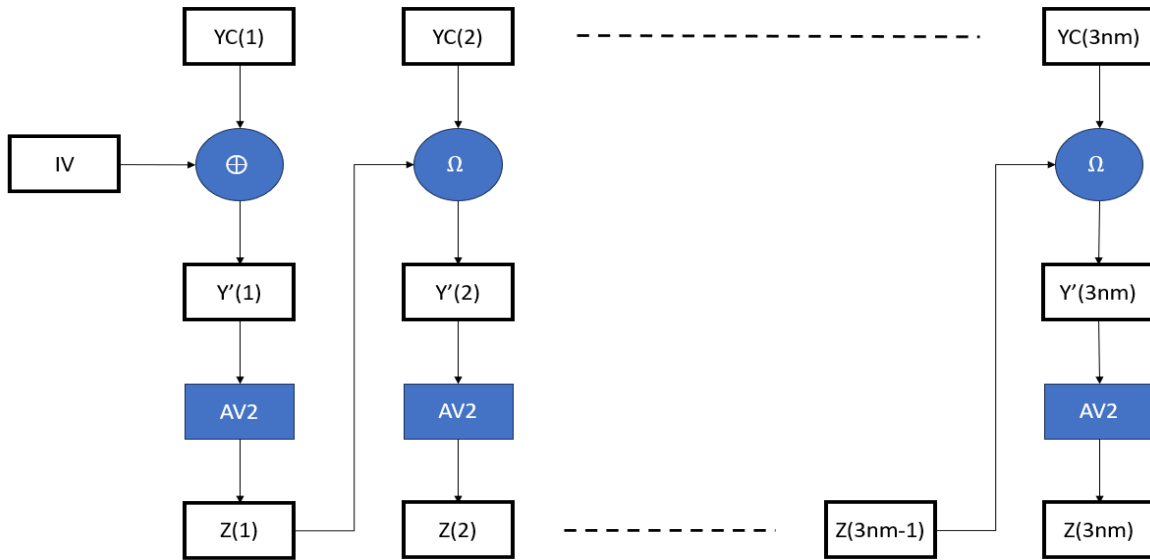 YC(1)
YC(2)
YC(3nm)
IV
⊕
Ω
Ω
Y’(1)
Y’(2)
Y’(3nm)
AV2
AV2
AV2
Z(1)
Z(2)
Z(3nm-1)
Z(3nm)